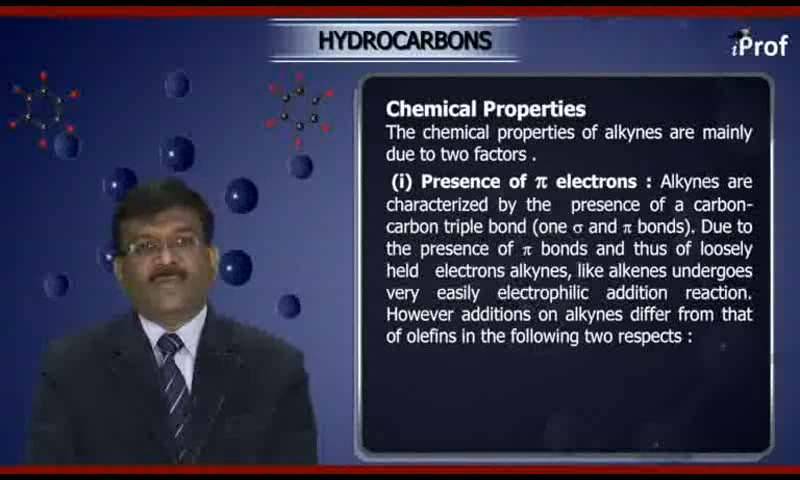 HYDROCARBONS
iProf
Chemical Properties
The chemical properties of alkynes are mainly
due to two factors .
(i) Presence of π electrons : Alkynes are
characterized by the presence of a carbon-
carbon triple bond (one σ and π bonds). Due to
the presence of π bonds and thus of loosely
held electrons alkynes, like alkenes undergoes
very easily electrophilic addition reaction.
However additions on alkynes differ from that
of olefins in the following two respects :